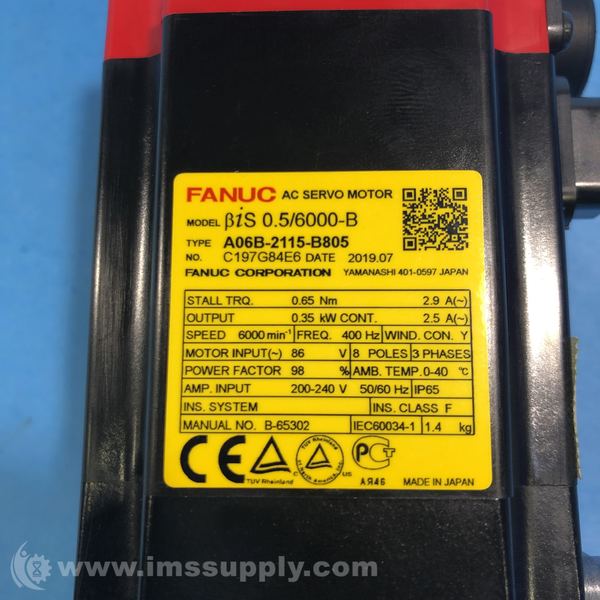 FANUC AC SERVO MOTOR
MODEL βiS 0.5/6000-B
TYPE A06B-2115-B805
NO. C197G84E6 DATE 2019.07
FANUC CORPORATION YAMANASHI 401-0597 JAPAN
STALL TRQ. 0.65 Nm 2.9 A(~)
OUTPUT 0.35 kW CONT. 2.5 A(~)
SPEED 6000 min⁻¹ FREQ. 400 Hz WIND. CON. Y
MOTOR INPUT(~) 86 V 8 POLES 3 PHASES
POWER FACTOR 98 % AMB. TEMP. 0-40 ℃
AMP. INPUT 200-240 V 50/60 Hz IP65
INS. SYSTEM INS. CLASS F
MANUAL NO. B-65302 IEC60034-1 1.4 kg
CE TÜV Rheinland C US PCT
TÜV Rheinland АЯ46 MADE IN JAPAN
www.imssupply.com